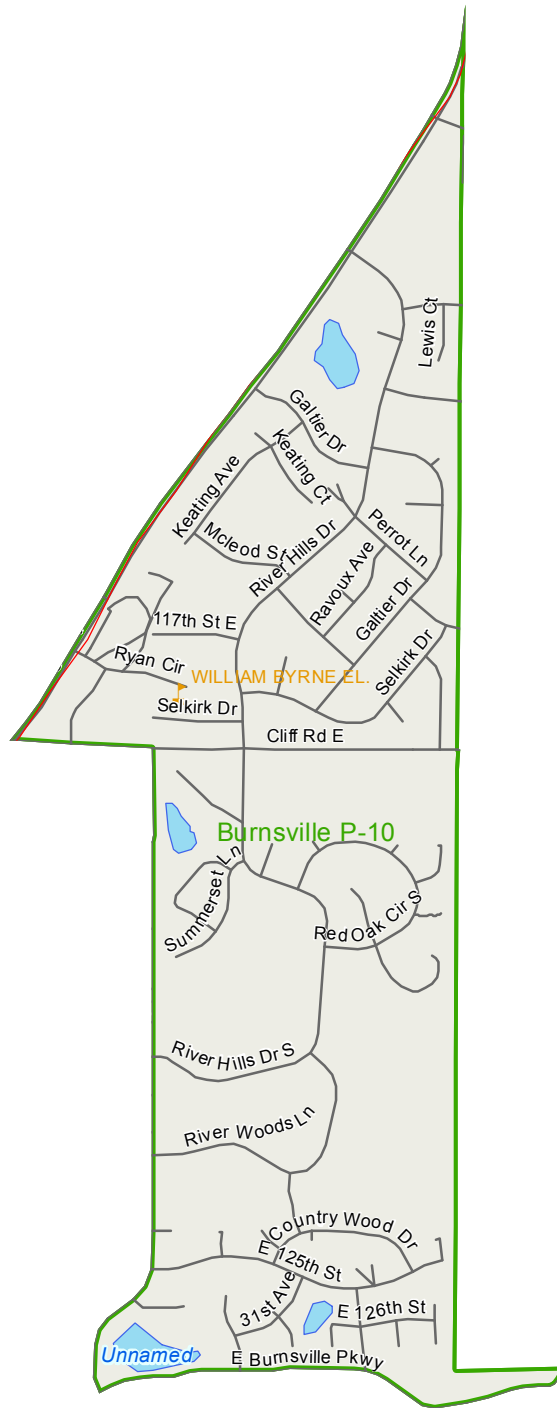 Lewis Ct
Galtier Dr
Keating Ct
Keating Ave
Mcleod St
River Hills Dr
Perrot Ln
Ravoux Ave
Galtier Dr
117th St E
Selkirk Dr
Ryan Cir
WILLIAM BYRNE EL.
Selkirk Dr
Cliff Rd E
Burnsville P-10
Summerset Ln
Red Oak Cir S
River Hills Dr S
River Woods Ln
Country Wood Dr
E 125th St
31st Ave
E 126th St
Unnamed
E Burnsville Pkwy